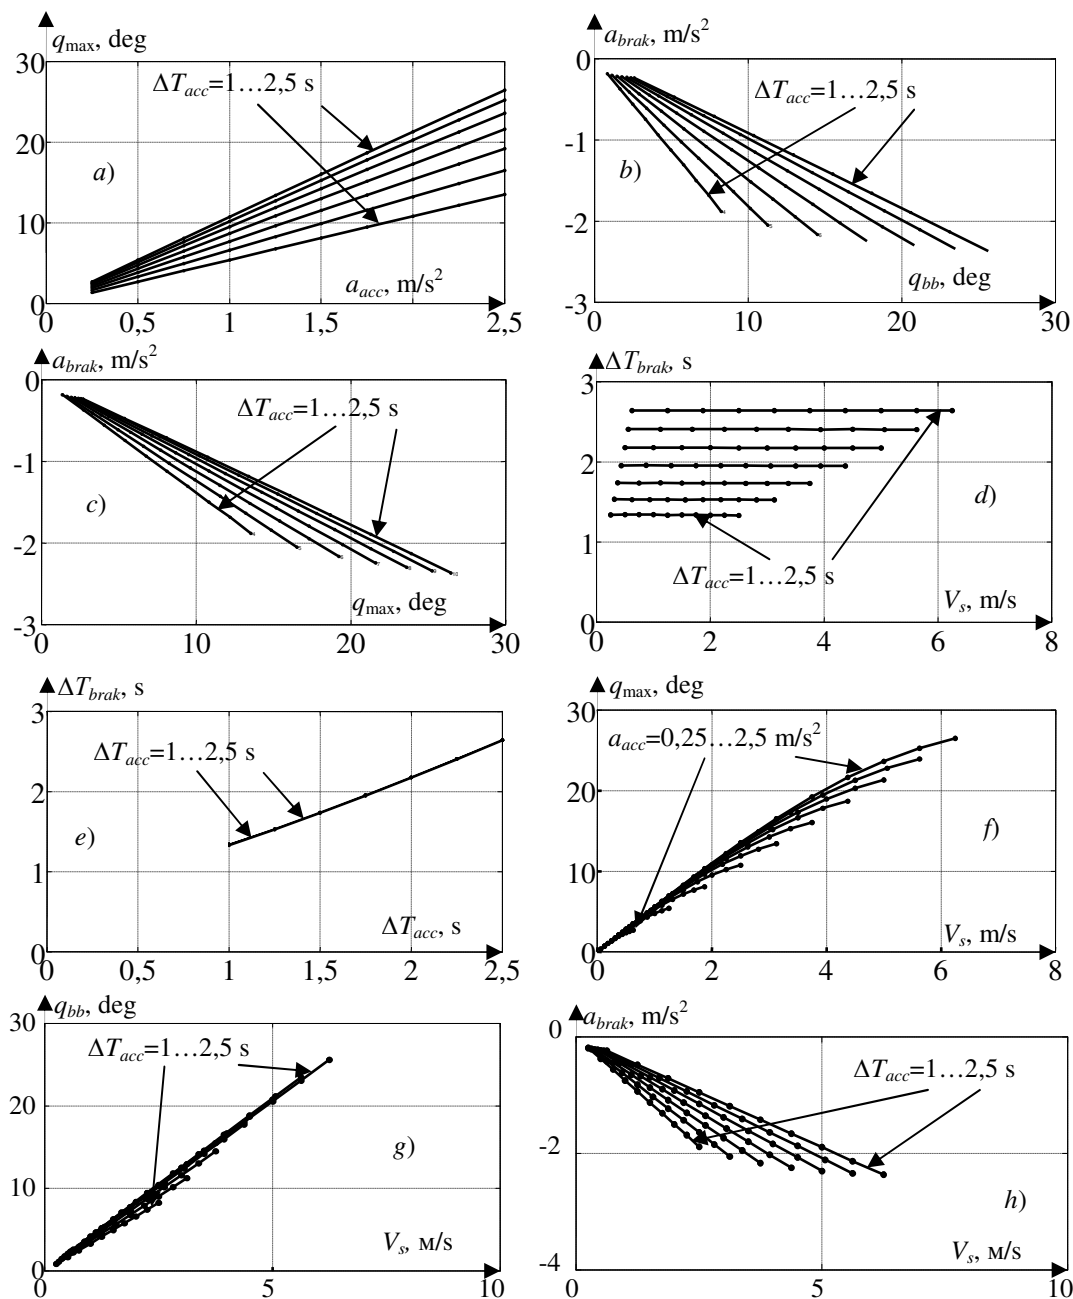 q_max, deg
30
ΔT_acc=1…2,5 s
20
a)
10
a_acc, m/s²
0
0 0,5 1 1,5 2 2,5
a_brak, m/s²
0
ΔT_acc=1…2,5 s
-1
b)
-2
q_bb, deg
-3
0 10 20 30
a_brak, m/s²
0
ΔT_acc=1…2,5 s
-1
c)
-2
q_max, deg
-3
0 10 20 30
ΔT_brak, s
3
2
d)
1
ΔT_acc=1…2,5 s
V_s, m/s
0
0 2 4 6 8
ΔT_brak, s
3
ΔT_acc=1…2,5 s
2
e)
1
ΔT_acc, s
0
0 0,5 1 1,5 2 2,5
q_max, deg
30
a_acc=0,25…2,5 m/s²
20
f)
10
V_s, m/s
0
0 2 4 6 8
q_bb, deg
30
ΔT_acc=1…2,5 s
20
g)
10
V_s, м/s
0
0 5 10
a_brak, m/s²
0
ΔT_acc=1…2,5 s
-2
h)
V_s, м/s
-4
0 5 10